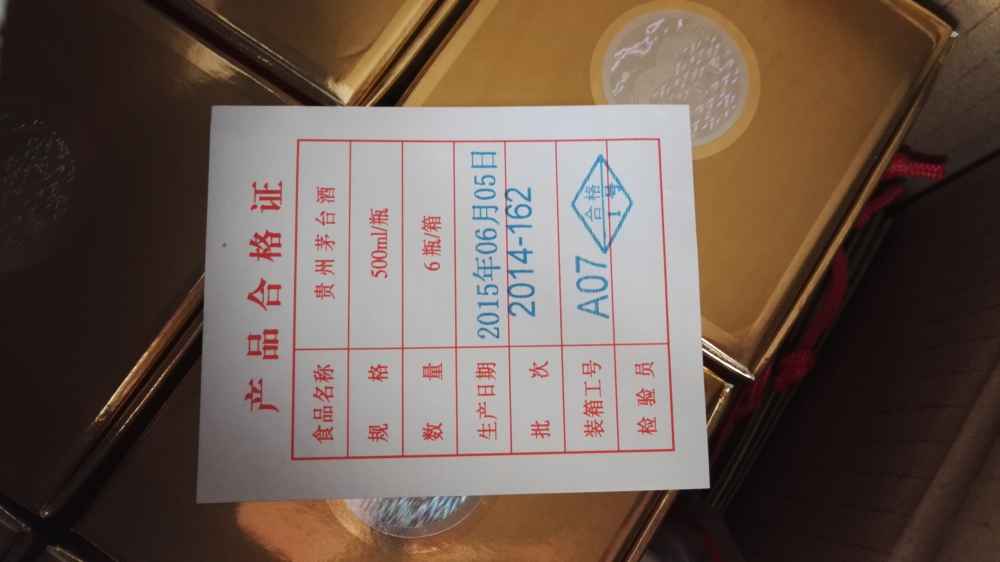 产品合格证
食品名称 贵州茅台酒
规格 500ml/瓶
数量 6瓶/箱
生产日期 2015年06月05日
批次 2014-162
装箱工号 A07
检验员 合格
1号